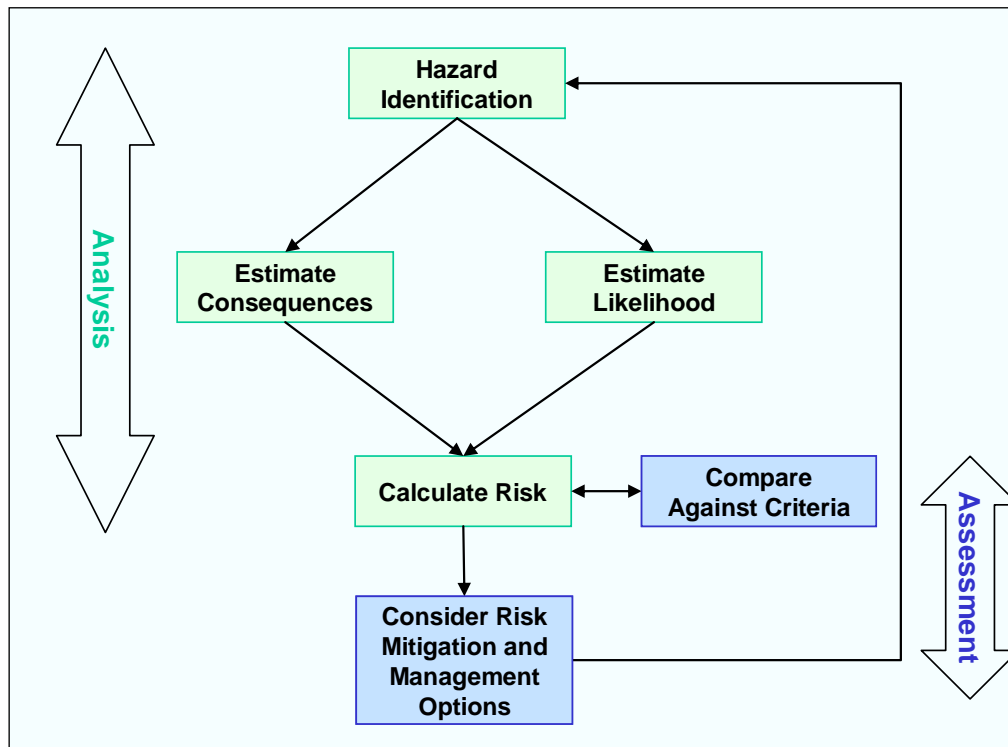 Hazard
Identification
Analysis
Estimate
Consequences
Estimate
Likelihood
Calculate Risk
Compare
Against Criteria
Assessment
Consider Risk
Mitigation and
Management
Options